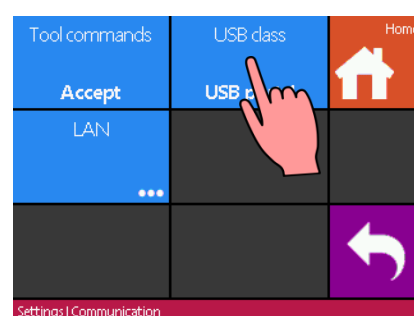 Tool commands
USB class
Home
Accept
USB
LAN
Settings | Communication